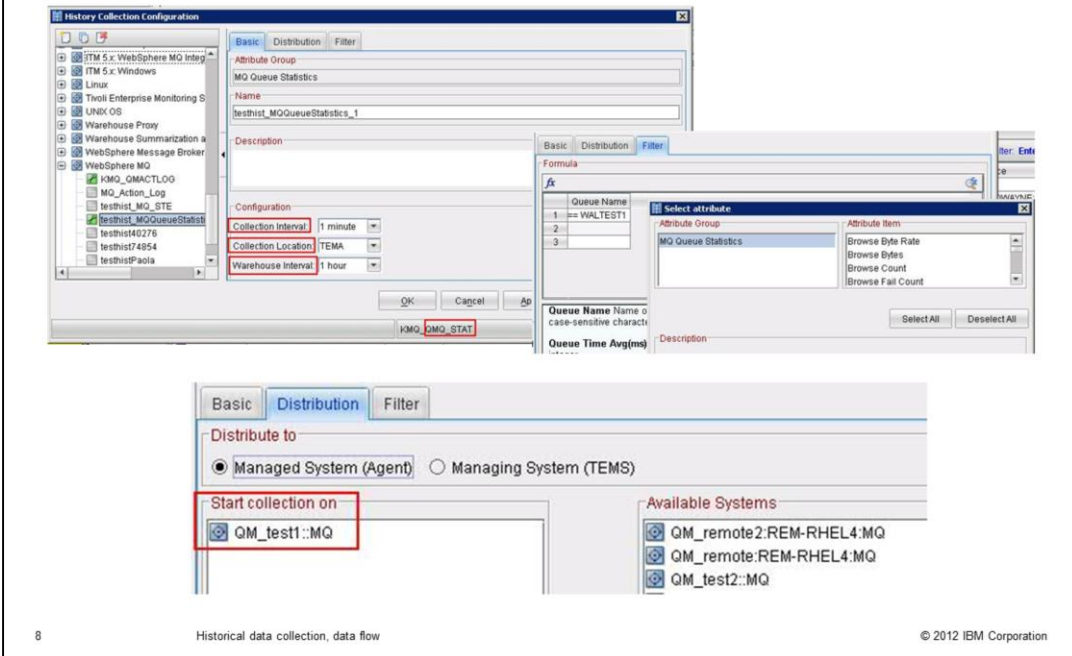 History Collection Configuration
ITM 5.x: WebSphere MQ Integ
ITM 5.x: Windows
Linux
Tivoli Enterprise Monitoring S
UNIX OS
Warehouse Proxy
Warehouse Summarization a
WebSphere Message Broker
WebSphere MQ
KMQ_QMACTLOG
MQ_Action_Log
testhist_MQ_STE
testhist_MQQueueStatisti
testhist40276
testhist74854
testhistPaola
Basic Distribution Filter
Attribute Group
MQ Queue Statistics
Name
testhist_MQQueueStatistics_1
Description
Configuration
Collection Interval: 1 minute
Collection Location: TEMA
Warehouse Interval: 1 hour
OK Cancel Ap
KMQ_QMQ_STAT
Basic Distribution Filter
Formula
fx
Queue Name
1 == WALTEST1
2
3
Queue Name Name o
case-sensitive characte
Queue Time Avg(ms)
lter: Ente
Select attribute
Attribute Group
MQ Queue Statistics
Attribute Item
Browse Byte Rate
Browse Bytes
Browse Count
Browse Fail Count
Select All Deselect All
Description
Basic Distribution Filter
Distribute to
Managed System (Agent) Managing System (TEMS)
Start collection on
QM_test1::MQ
Available Systems
QM_remote2:REM-RHEL4:MQ
QM_remote:REM-RHEL4:MQ
QM_test2::MQ
8 Historical data collection, data flow © 2012 IBM Corporation